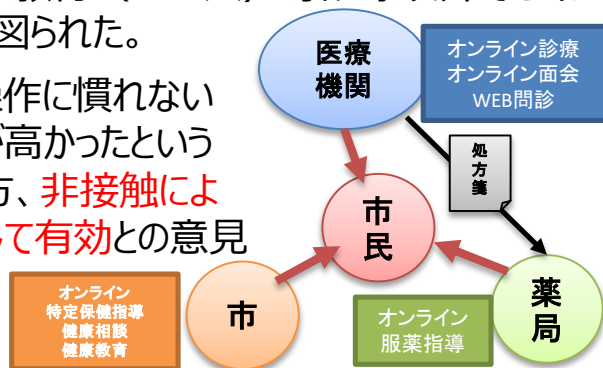 図られた。
医療
機関
オンライン診療
オンライン面会
WEB問診
操作に慣れない
が高かったという
方、非接触によ
って有効との意見
処方箋
市民
オンライン
特定保健指導
健康相談
健康教育
市
オンライン
服薬指導
薬局